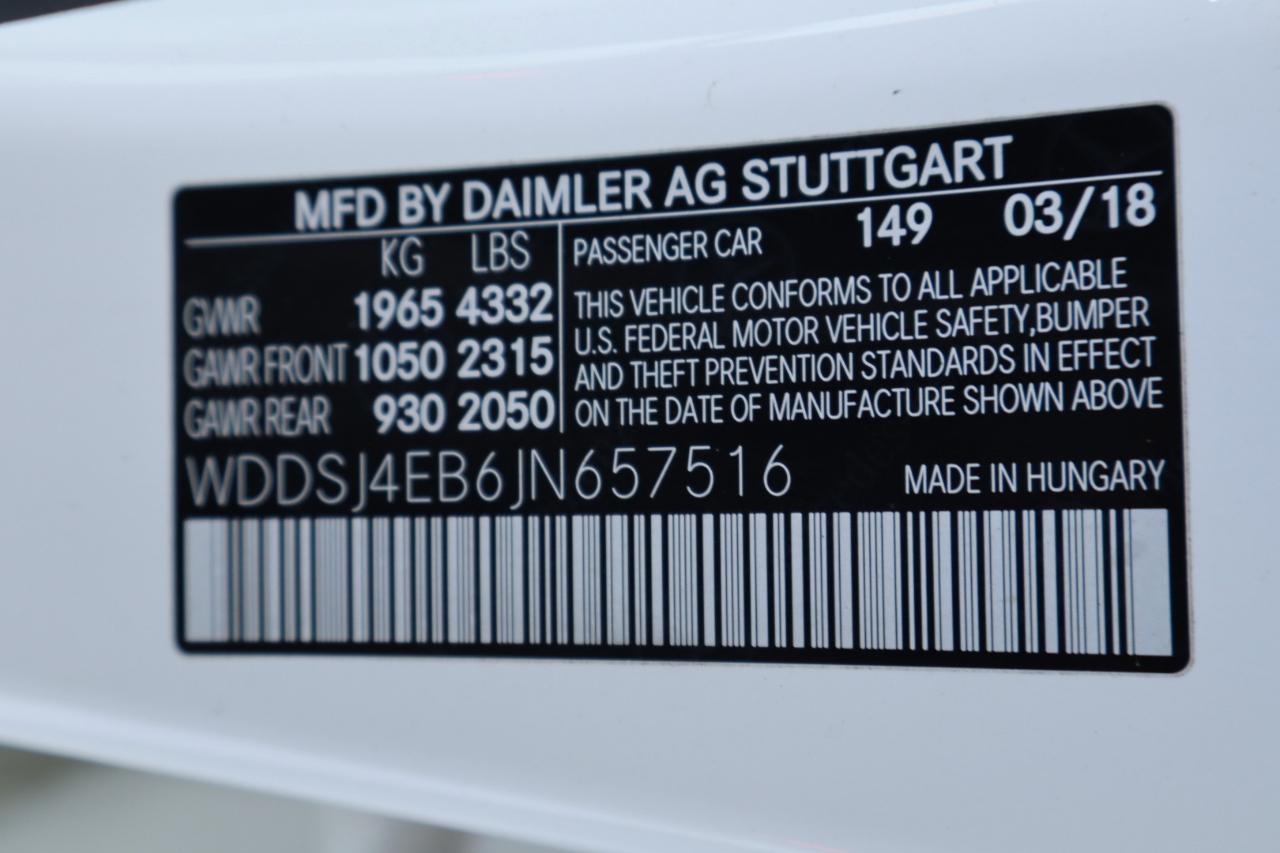 MFD BY DAIMLER AG STUTTGART
KG LBS
GVWR 1965 4332
GAWR FRONT 1050 2315
GAWR REAR 930 2050
PASSENGER CAR 149 03/18
THIS VEHICLE CONFORMS TO ALL APPLICABLE
U.S. FEDERAL MOTOR VEHICLE SAFETY,BUMPER
AND THEFT PREVENTION STANDARDS IN EFFECT
ON THE DATE OF MANUFACTURE SHOWN ABOVE
WDDSJ4EB6JN657516 MADE IN HUNGARY